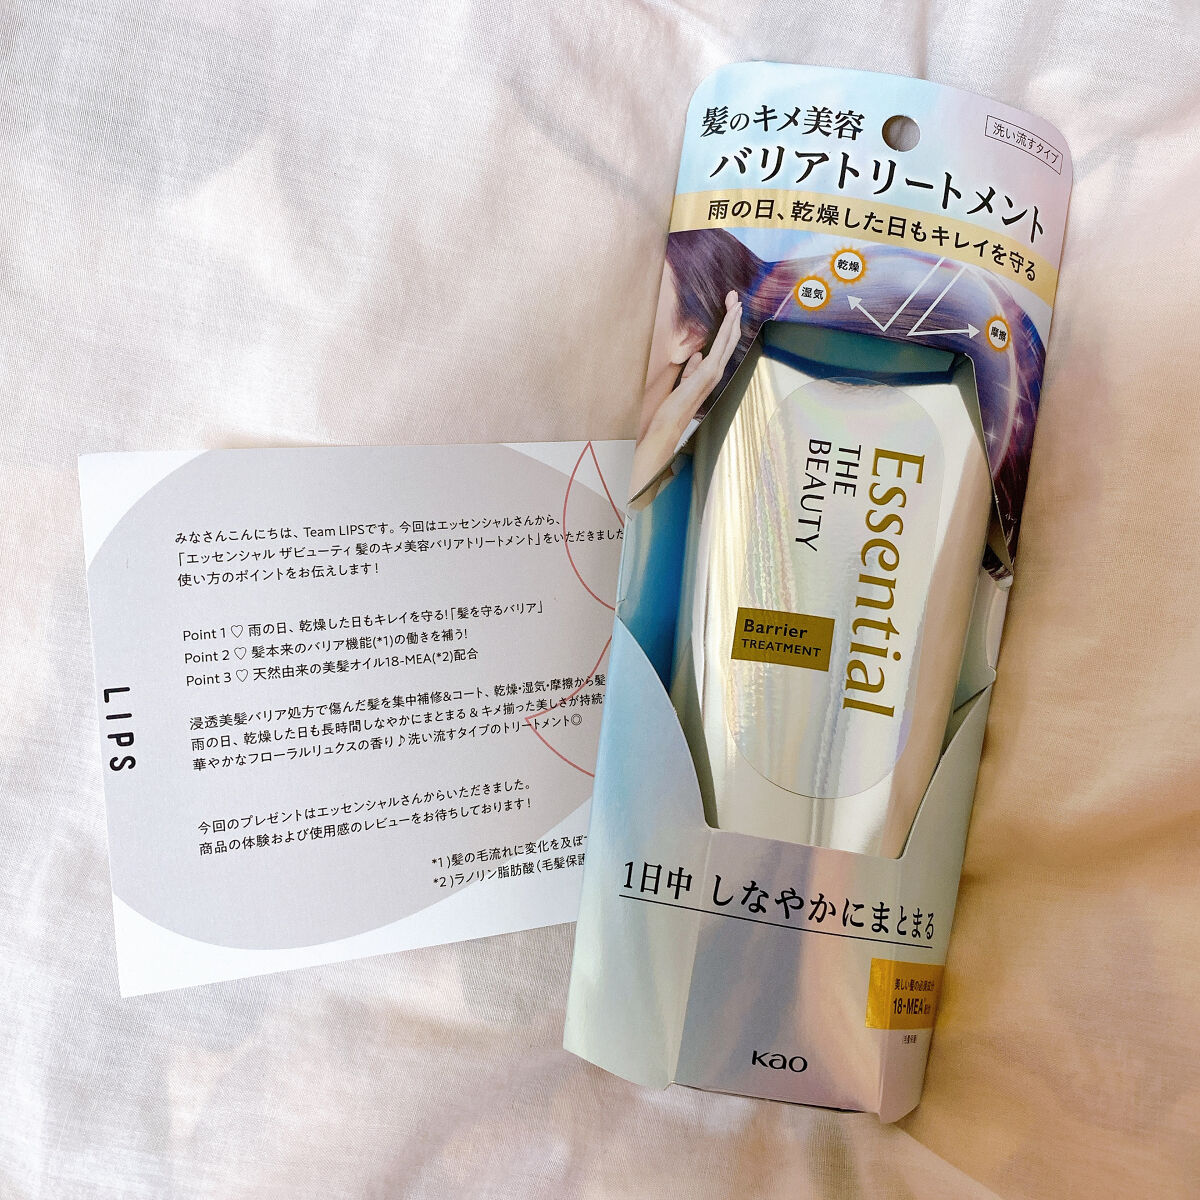 みなさんこんにちは、Team LIPSです。今回はエッセンシャルさんから、
「エッセンシャル ザビューティ 髪のキメ美容バリアトリートメント」をいただきました
使い方のポイントをお伝えします！
Point 1 ♡ 雨の日、乾燥した日もキレイを守る！「髪を守るバリア」
Point 2 ♡ 髪本来のバリア機能(*1)の働きを補う！
Point 3 ♡ 天然由来の美髪オイル18-MEA(*2)配合
浸透美髪バリア処方で傷んだ髪を集中補修&コート、乾燥・湿気・摩擦から髪
雨の日、乾燥した日も長時間しなやかにまとまる & キメ揃った美しさが持続
華やかなフローラルリュクスの香り♪洗い流すタイプのトリートメント◎
今回のプレゼントはエッセンシャルさんからいただきました。
商品の体験および使用感のレビューをお待ちしております！
*1 )髪の毛流れに変化を及ぼ
*2 )ラノリン脂肪酸(毛髪保護
LIPS
髪のキメ美容
洗い流すタイプ
バリアトリートメント
雨の日、乾燥した日もキレイを守る
乾燥
湿気
摩擦
Essential
THE
BEAUTY
Barrier
TREATMENT
1日中 しなやかにまとまる
美しい髪の必須成分
18-MEA 配合
Kao